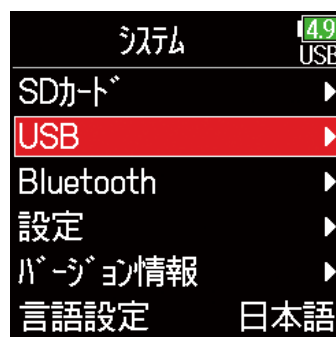 システム 4.9
USB
SDカード
USB
Bluetooth
設定
バージョン情報
言語設定 日本語